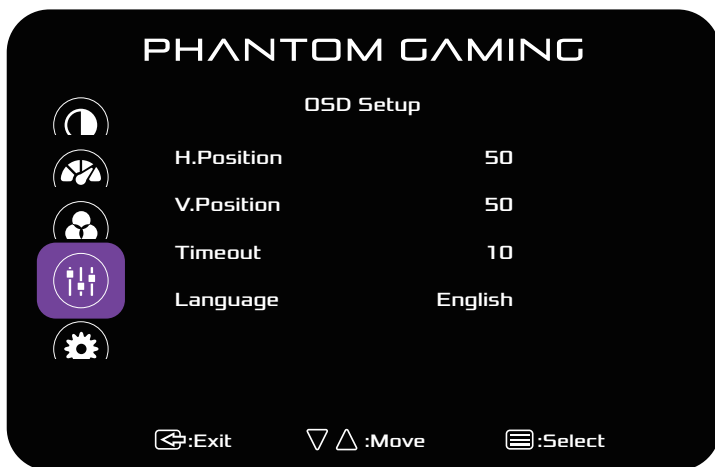 PHANTOM GAMING
OSD Setup
H.Position 50
V.Position 50
Timeout 10
Language English
:Exit :Move :Select